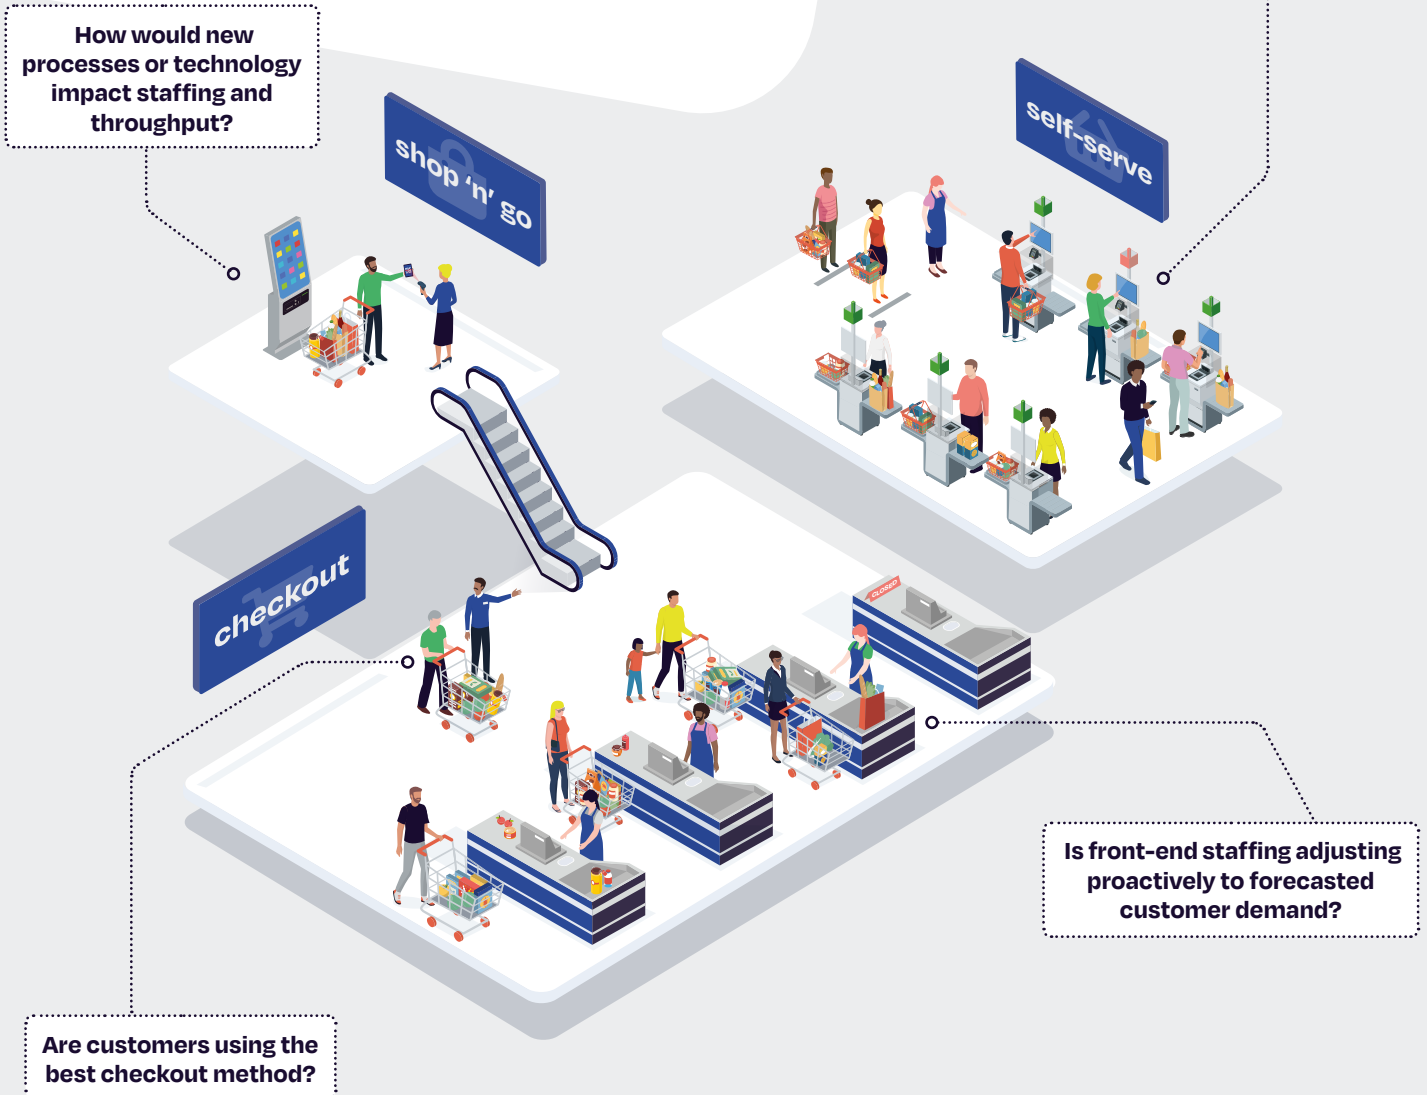 How would new
processes or technology
impact staffing and
throughput?
shop ‘n’ go
self-serve
checkout
CLOSED
Is front-end staffing adjusting
proactively to forecasted
customer demand?
Are customers using the
best checkout method?